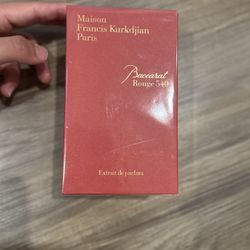 Maison
Francis Kurkdjian
Paris
Baccarat
Rouge 540
Extrait de parfum